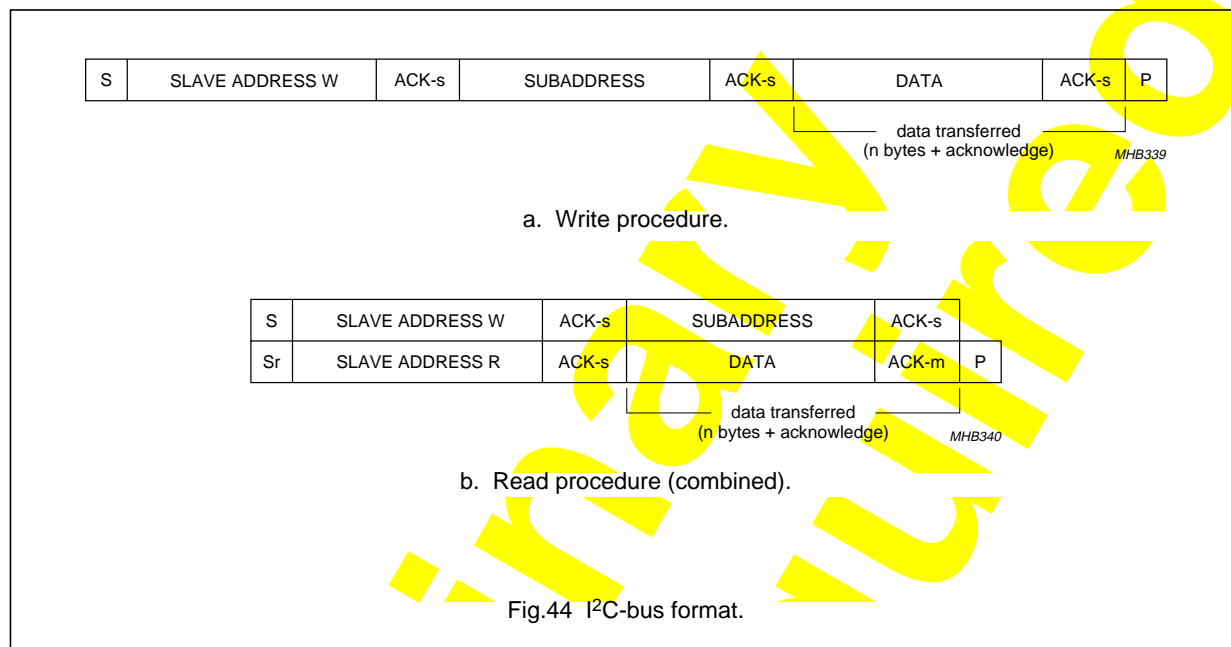 S SLAVE ADDRESS W ACK-s SUBADDRESS ACK-s DATA ACK-s P
data transferred
(n bytes + acknowledge)
MHB339
a. Write procedure.
S SLAVE ADDRESS W ACK-s SUBADDRESS ACK-s
Sr SLAVE ADDRESS R ACK-s DATA ACK-m P
data transferred
(n bytes + acknowledge)
MHB340
b. Read procedure (combined).
Fig.44 I²C-bus format.